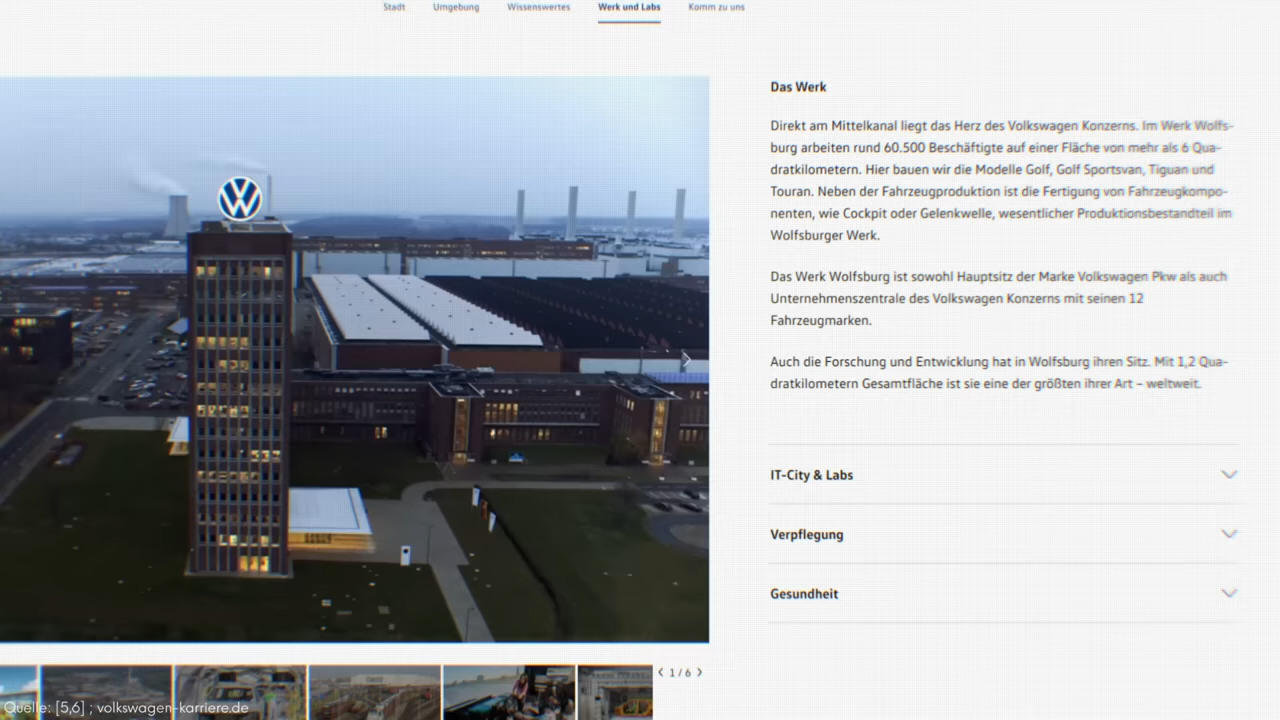 Stadt Umgebung Wissenswertes Werk und Labs Komm zu uns
Das Werk
Direkt am Mittelkanal liegt das Herz des Volkswagen Konzerns. Im Werk Wolfs-
burg arbeiten rund 60.500 Beschäftigte auf einer Fläche von mehr als 6 Qua-
dratkilometern. Hier bauen wir die Modelle Golf, Golf Sportsvan, Tiguan und
Touran. Neben der Fahrzeugproduktion ist die Fertigung von Fahrzeugkompo-
nenten, wie Cockpit oder Gelenkwelle, wesentlicher Produktionsbestandteil im
Wolfsburger Werk.
Das Werk Wolfsburg ist sowohl Hauptsitz der Marke Volkswagen Pkw als auch
Unternehmenszentrale des Volkswagen Konzerns mit seinen 12
Fahrzeugmarken.
Auch die Forschung und Entwicklung hat in Wolfsburg ihren Sitz. Mit 1,2 Qua-
dratkilometern Gesamtfläche ist sie eine der größten ihrer Art – weltweit.
IT-City & Labs
Verpflegung
Gesundheit
1 / 6
Quelle: [5,6] ; volkswagen-karriere.de